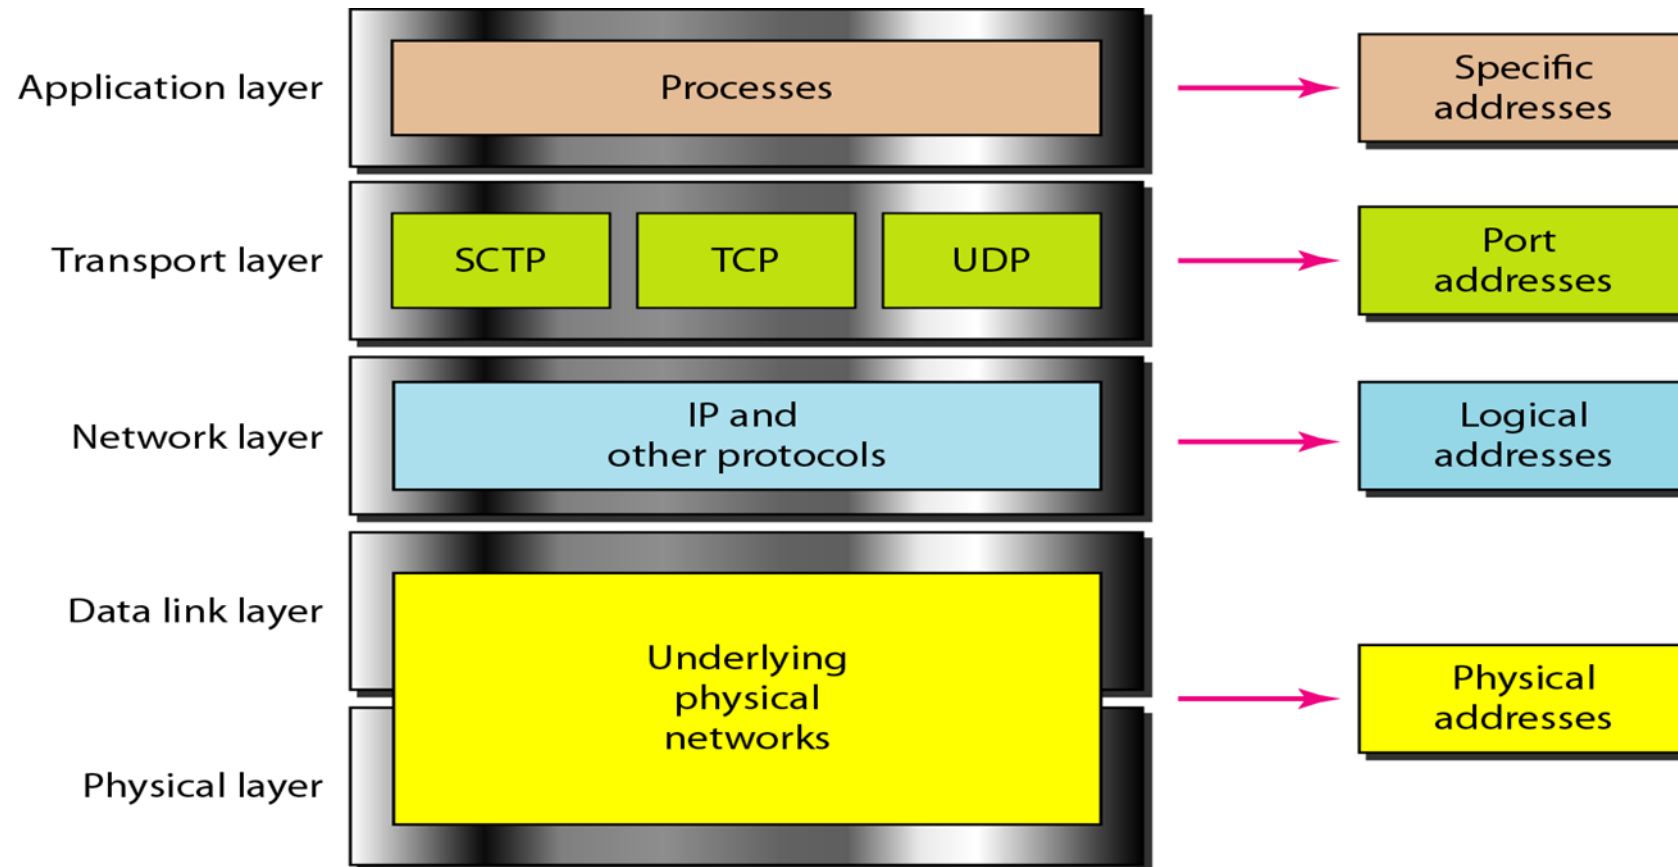 Application layer
Processes
Specific
addresses
Transport layer
SCTP
TCP
UDP
Port
addresses
Network layer
IP and
other protocols
Logical
addresses
Data link layer
Underlying
physical
networks
Physical
addresses
Physical layer